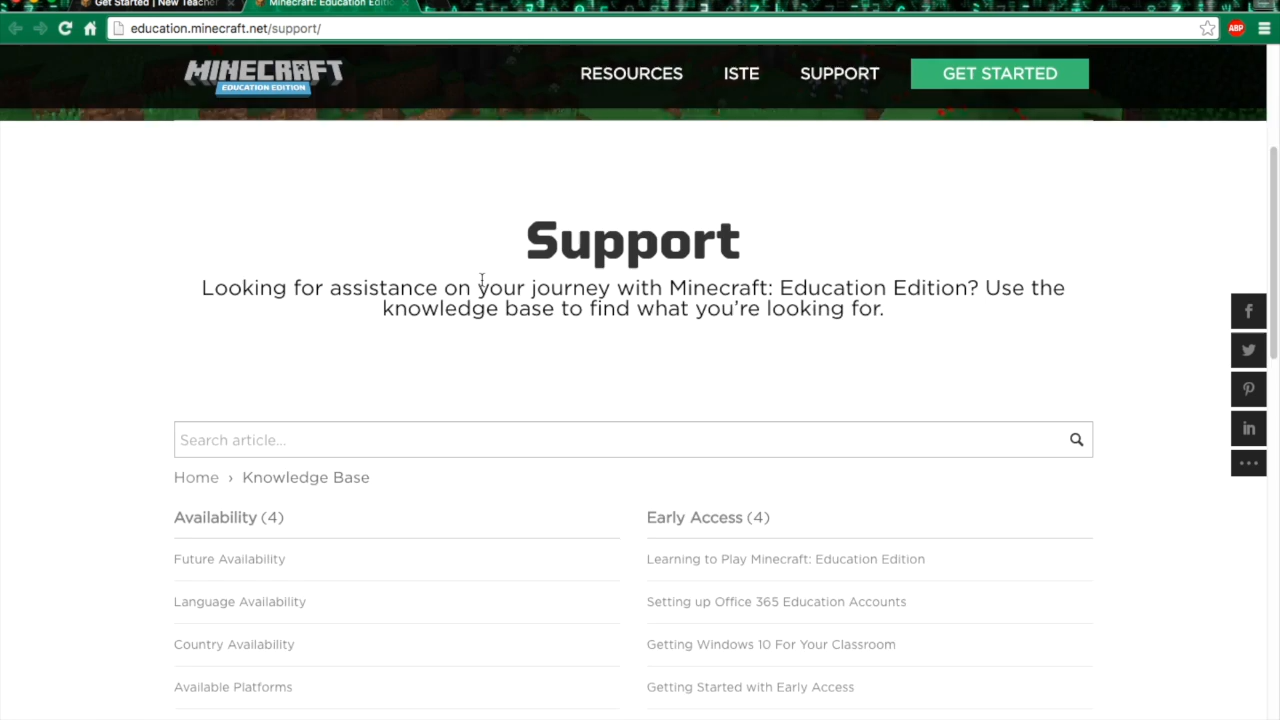 Get Started | New Teacher
Minecraft: Education Editi
education.minecraft.net/support/
ABP
MINECRAFT
EDUCATION EDITION
RESOURCES
ISTE
SUPPORT
GET STARTED
Support
Looking for assistance on your journey with Minecraft: Education Edition? Use the
knowledge base to find what you’re looking for.
Search article...
Home › Knowledge Base
Availability (4)
Future Availability
Language Availability
Country Availability
Available Platforms
Early Access (4)
Learning to Play Minecraft: Education Edition
Setting up Office 365 Education Accounts
Getting Windows 10 For Your Classroom
Getting Started with Early Access